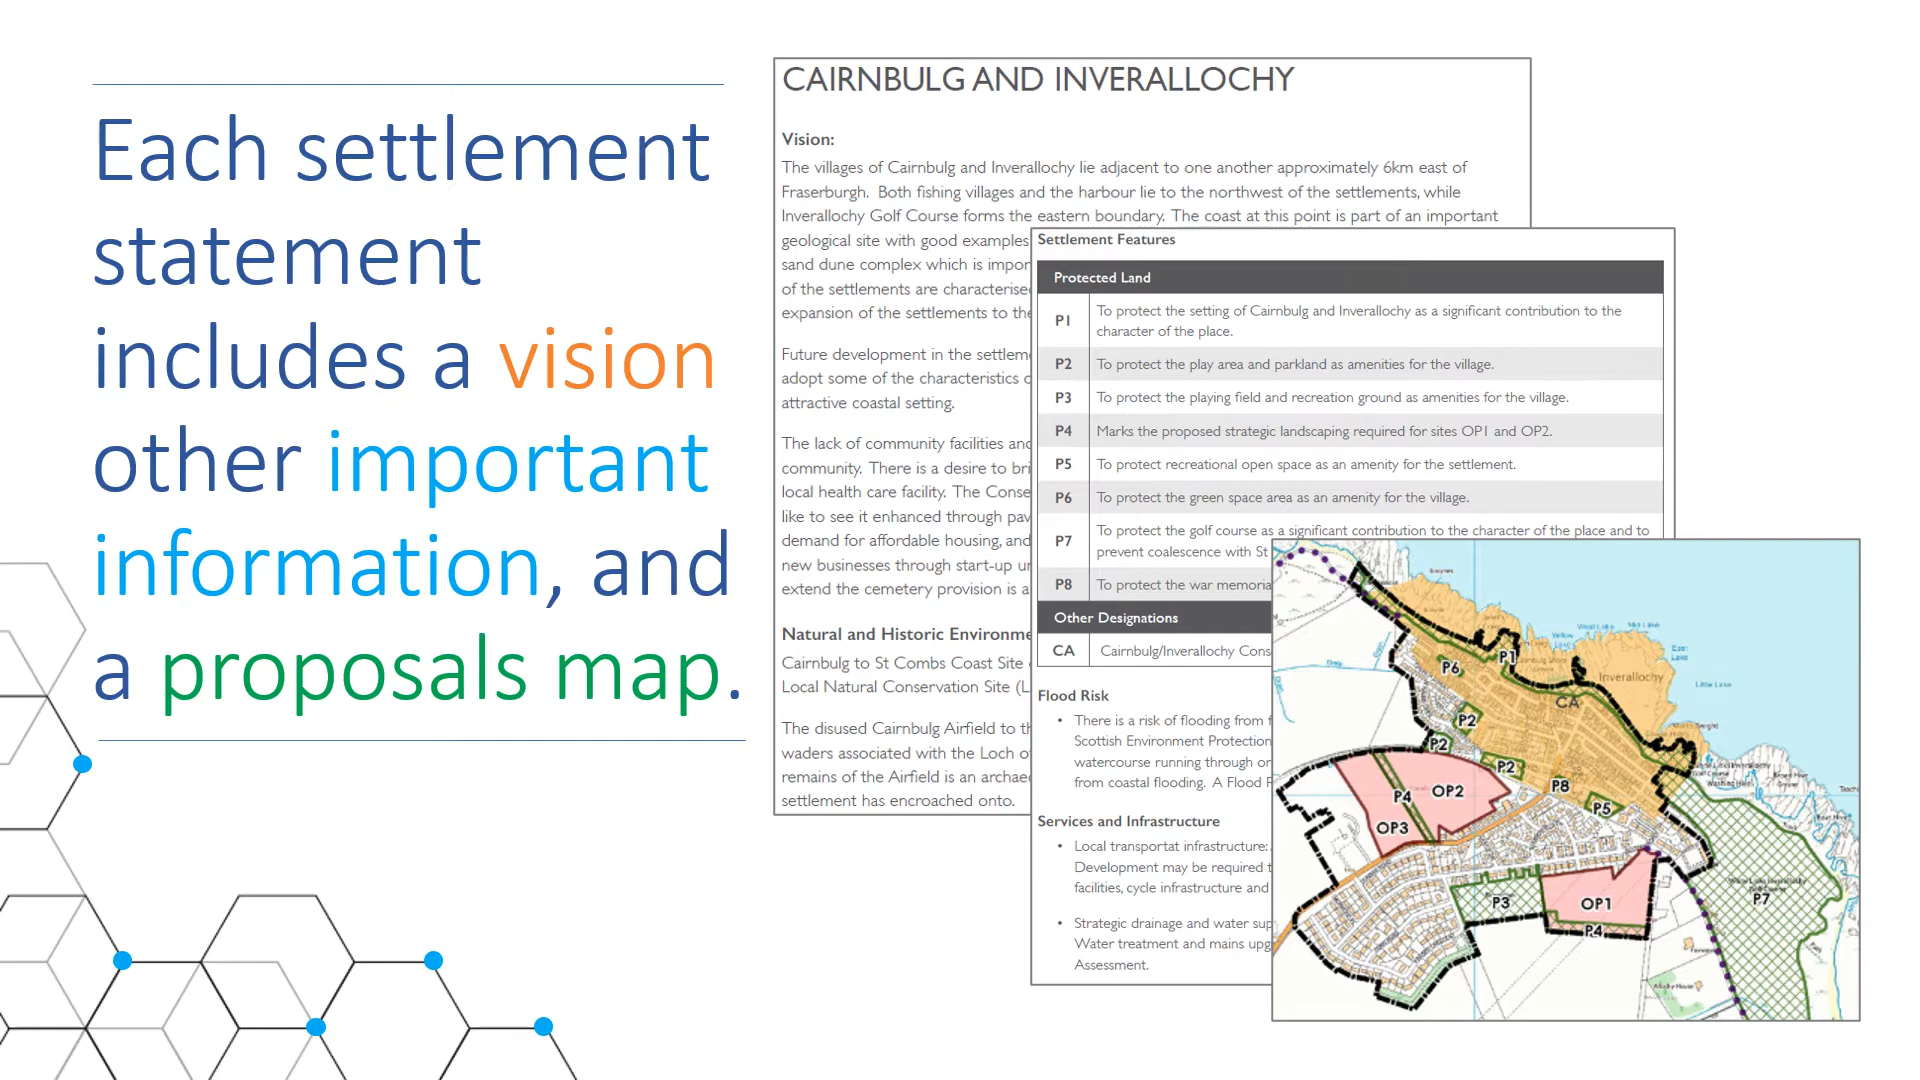 Each settlement
statement
includes a vision
other important
information, and
a proposals map.
CAIRNBULG AND INVERALLOCHY
Vision:
The villages of Cairnbulg and Inverallochy lie adjacent to one another approximately 6km east of
Fraserburgh. Both fishing villages and the harbour lie to the northwest of the settlements, while
Inverallochy Golf Course forms the eastern boundary. The coast at this point is part of an important
geological site with good examples
sand dune complex which is impor
of the settlements are characterise
expansion of the settlements to the
Future development in the settleme
adopt some of the characteristics o
attractive coastal setting.
The lack of community facilities and
community. There is a desire to bri
local health care facility. The Conse
like to see it enhanced through pav
demand for affordable housing, and
new businesses through start-up un
extend the cemetery provision is a
Natural and Historic Environme
Cairnbulg to St Combs Coast Site
Local Natural Conservation Site (L
The disused Cairnbulg Airfield to th
waders associated with the Loch o
remains of the Airfield is an archaeo
settlement has encroached onto.
Settlement Features
Protected Land
P1 To protect the setting of Cairnbulg and Inverallochy as a significant contribution to the
character of the place.
P2 To protect the play area and parkland as amenities for the village.
P3 To protect the playing field and recreation ground as amenities for the village.
P4 Marks the proposed strategic landscaping required for sites OP1 and OP2.
P5 To protect recreational open space as an amenity for the settlement.
P6 To protect the green space area as an amenity for the village.
P7 To protect the golf course as a significant contribution to the character of the place and to
prevent coalescence with St
P8 To protect the war memoria
Other Designations
CA Cairnbulg/Inverallochy Cons
Flood Risk
• There is a risk of flooding from f
Scottish Environment Protection
watercourse running through or
from coastal flooding. A Flood R
Services and Infrastructure
• Local transportat infrastructure:
Development may be required t
facilities, cycle infrastructure and
• Strategic drainage and water sup
Water treatment and mains upg
Assessment.
P1
P6
Inverallochy
Little Lake
CA
P2
P2
P2
P8
P4
OP2
P5
OP3
P7
P3
OP1
P4